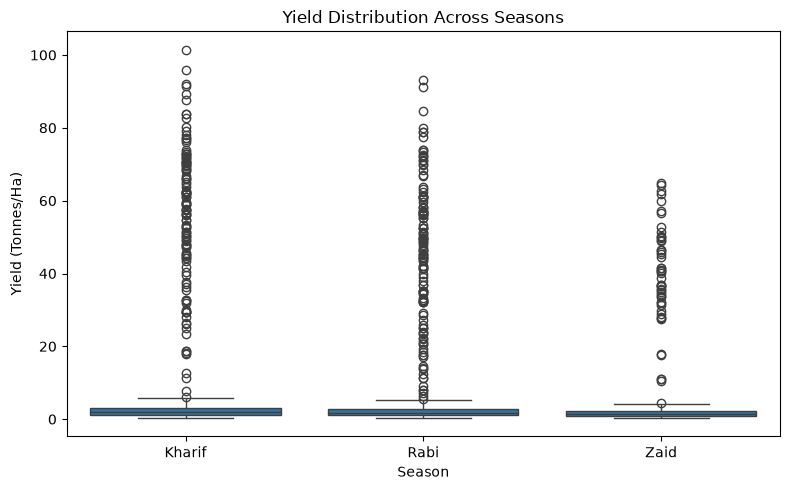 Yield Distribution Across Seasons
Yield (Tonnes/Ha)
100
80
60
40
20
0
Kharif Rabi Zaid
Season